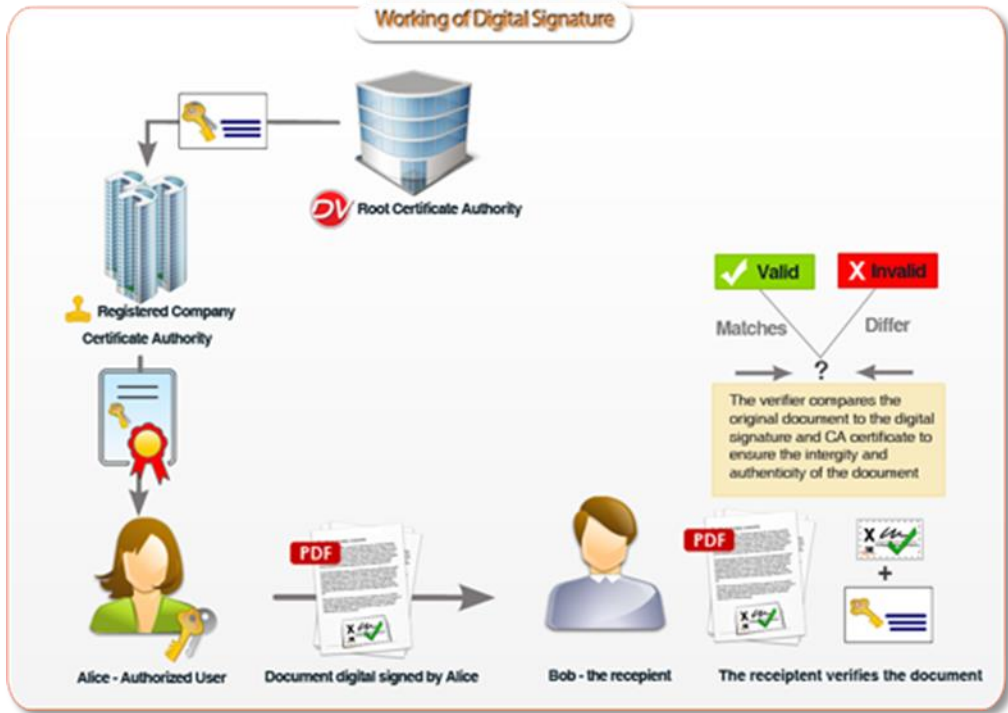 Working of Digital Signature
DV Root Certificate Authority
Registered Company
Certificate Authority
Valid
X Invalid
Matches
Differ
?
The verifier compares the
original document to the digital
signature and CA certificate to
ensure the intergity and
authenticity of the document
PDF
PDF
X
X
X
+
Alice - Authorized User
Document digital signed by Alice
Bob - the recepient
The receiptent verifies the document